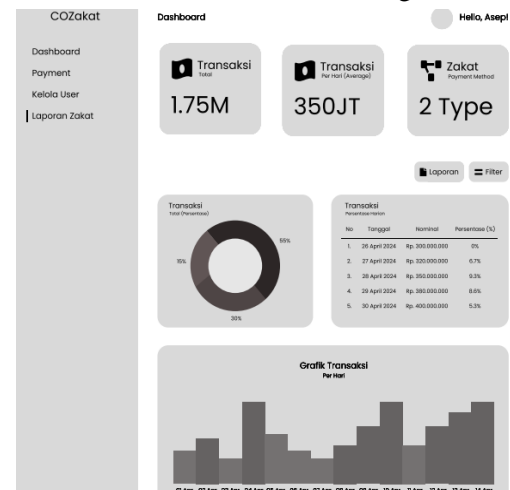 COZakat
Dashboard
Hello, Asep!
Dashboard
Payment
Kelola User
Laporan Zakat
Transaksi
Total
1.75M
Transaksi
Per Hari (Average)
350JT
Zakat
Payment Method
2 Type
Laporan
Filter
Transaksi
Total (Persentase)
55%
15%
30%
Transaksi
Persentase Harian
No Tanggal Nominal Persentase (%)
1. 26 April 2024 Rp. 300.000.000 0%
2. 27 April 2024 Rp. 320.000.000 6.7%
3. 28 April 2024 Rp. 350.000.000 9.3%
4. 29 April 2024 Rp. 380.000.000 8.6%
5. 30 April 2024 Rp. 400.000.000 5.3%
Grafik Transaksi
Per Hari